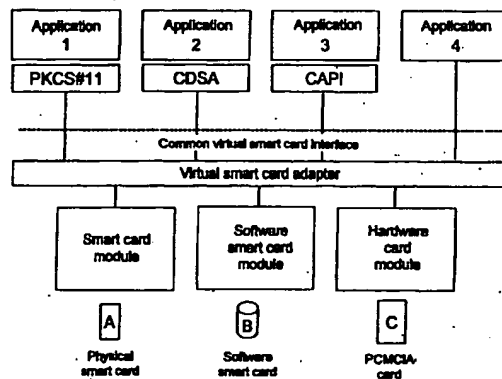 Application 1
Application 2
Application 3
Application 4
PKCS#11
CDSA
CAPI
Common virtual smart card interface
Virtual smart card adapter
Smart card module
Software smart card module
Hardware card module
A
B
C
Physical smart card
Software smart card
PCMCIA card